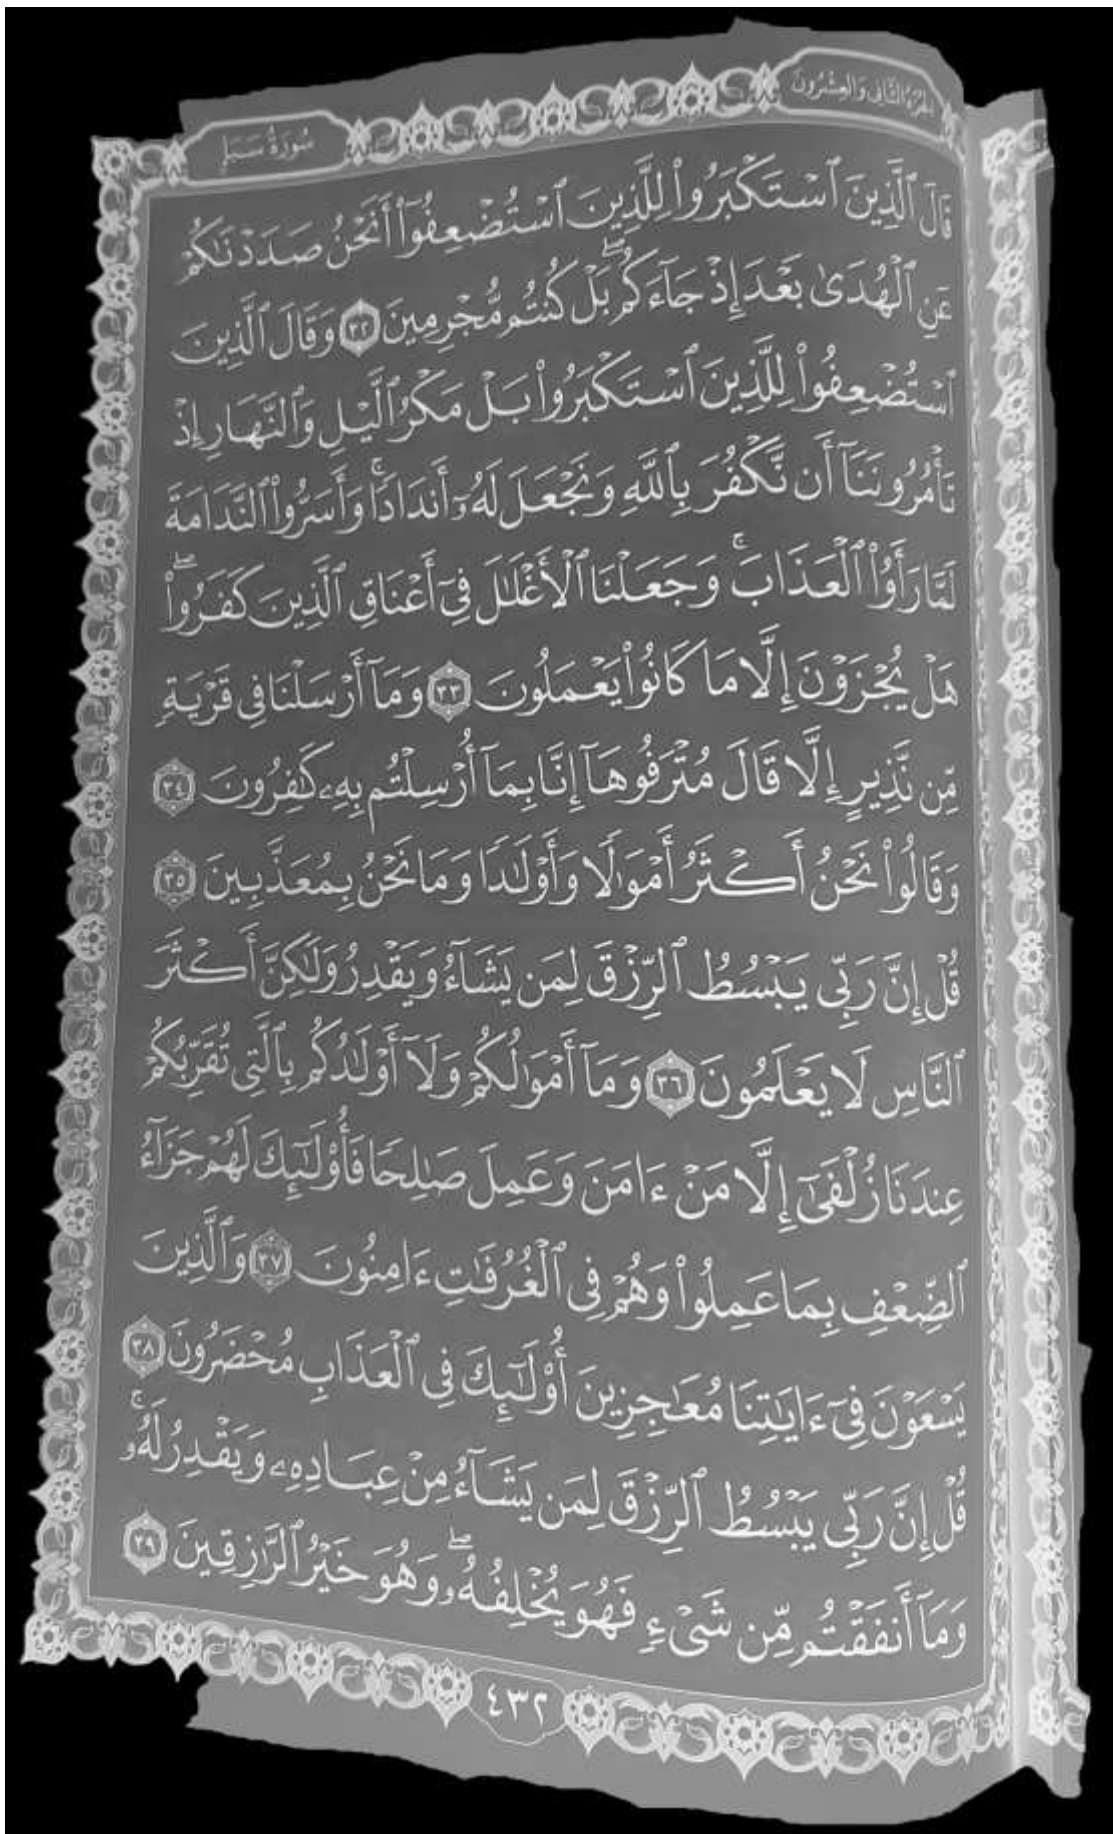 الجزء الثاني والعشرون
سُورَةُ سَبَإٍ
قَالَ ٱلَّذِينَ ٱسۡتَكۡبَرُواْ لِلَّذِينَ ٱسۡتُضۡعِفُوٓاْ أَنَحۡنُ صَدَدۡنَٰكُمۡ
عَنِ ٱلۡهُدَىٰ بَعۡدَ إِذۡ جَآءَكُمۖ بَلۡ كُنتُم مُّجۡرِمِينَ ٣٢ وَقَالَ ٱلَّذِينَ
ٱسۡتُضۡعِفُواْ لِلَّذِينَ ٱسۡتَكۡبَرُواْ بَلۡ مَكۡرُ ٱلَّيۡلِ وَٱلنَّهَارِ إِذۡ
تَأۡمُرُونَنَآ أَن نَّكۡفُرَ بِٱللَّهِ وَنَجۡعَلَ لَهُۥٓ أَندَادٗاۚ وَأَسَرُّواْ ٱلنَّدَامَةَ
لَمَّا رَأَوُاْ ٱلۡعَذَابَۚ وَجَعَلۡنَا ٱلۡأَغۡلَٰلَ فِيٓ أَعۡنَاقِ ٱلَّذِينَ كَفَرُواْۖ
هَلۡ يُجۡزَوۡنَ إِلَّا مَا كَانُواْ يَعۡمَلُونَ ٣٣ وَمَآ أَرۡسَلۡنَا فِي قَرۡيَةٖ
مِّن نَّذِيرٍ إِلَّا قَالَ مُتۡرَفُوهَآ إِنَّا بِمَآ أُرۡسِلۡتُم بِهِۦ كَٰفِرُونَ ٣٤
وَقَالُواْ نَحۡنُ أَكۡثَرُ أَمۡوَٰلٗا وَأَوۡلَٰدٗا وَمَا نَحۡنُ بِمُعَذَّبِينَ ٣٥
قُلۡ إِنَّ رَبِّي يَبۡسُطُ ٱلرِّزۡقَ لِمَن يَشَآءُ وَيَقۡدِرُ وَلَٰكِنَّ أَكۡثَرَ
ٱلنَّاسِ لَا يَعۡلَمُونَ ٣٦ وَمَآ أَمۡوَٰلُكُمۡ وَلَآ أَوۡلَٰدُكُم بِٱلَّتِي تُقَرِّبُكُمۡ
عِندَنَا زُلۡفَىٰٓ إِلَّا مَنۡ ءَامَنَ وَعَمِلَ صَٰلِحٗا فَأُوْلَٰٓئِكَ لَهُمۡ جَزَآءُ
ٱلضِّعۡفِ بِمَا عَمِلُواْ وَهُمۡ فِي ٱلۡغُرُفَٰتِ ءَامِنُونَ ٣٧ وَٱلَّذِينَ
يَسۡعَوۡنَ فِيٓ ءَايَٰتِنَا مُعَٰجِزِينَ أُوْلَٰٓئِكَ فِي ٱلۡعَذَابِ مُحۡضَرُونَ ٣٨
قُلۡ إِنَّ رَبِّي يَبۡسُطُ ٱلرِّزۡقَ لِمَن يَشَآءُ مِنۡ عِبَادِهِۦ وَيَقۡدِرُ لَهُۥۚ
وَمَآ أَنفَقۡتُم مِّن شَيۡءٖ فَهُوَ يُخۡلِفُهُۥۖ وَهُوَ خَيۡرُ ٱلرَّٰزِقِينَ ٣٩
٤٣٢